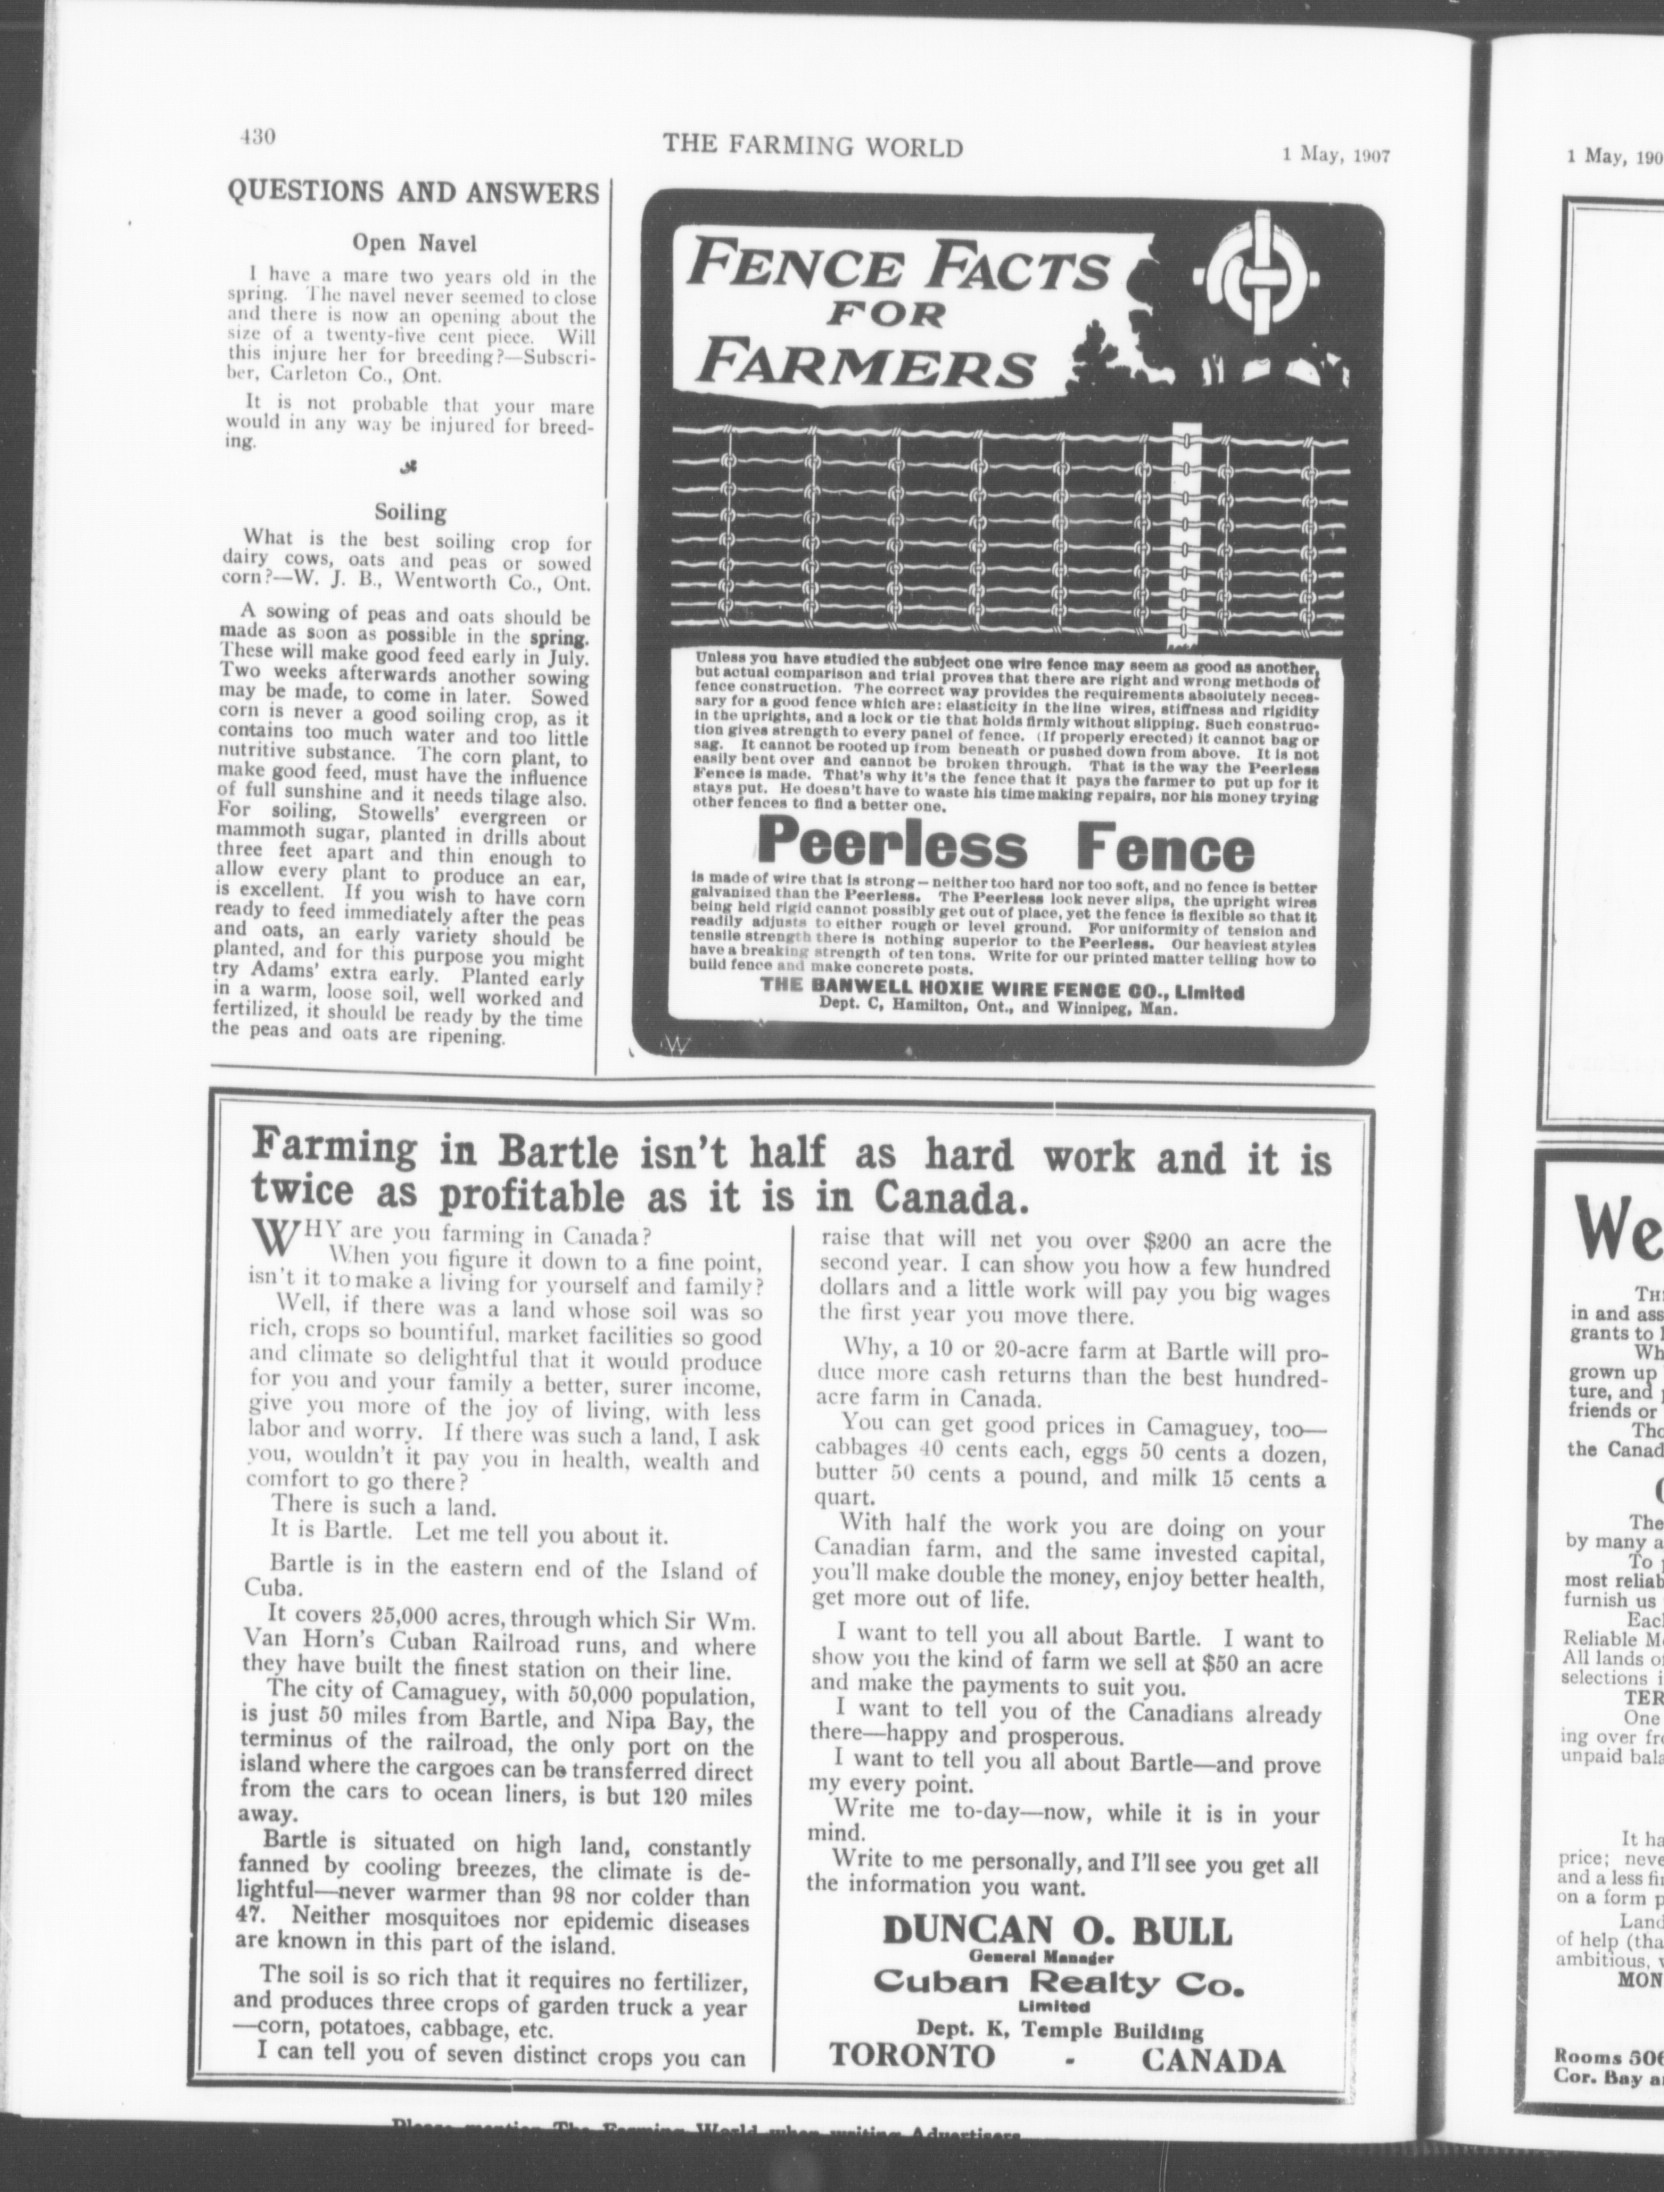 430
THE FARMING WORLD
1 May, 1907
QUESTIONS AND ANSWERS
Open Navel
I have a mare two years old in the
spring. The navel never seemed to close
and there is now an opening about the
size of a twenty-five cent piece. Will
this injure her for breeding?—Subscri-
ber, Carleton Co., Ont.
It is not probable that your mare
would in any way be injured for breed-
ing.
Soiling
What is the best soiling crop for
dairy cows, oats and peas or sowed
corn?—W. J. B., Wentworth Co., Ont.
A sowing of peas and oats should be
made as soon as possible in the spring.
These will make good feed early in July.
Two weeks afterwards another sowing
may be made, to come in later. Sowed
corn is never a good soiling crop, as it
contains too much water and too little
nutritive substance. The corn plant, to
make good feed, must have the influence
of full sunshine and it needs tilage also.
For soiling, Stowells' evergreen or
mammoth sugar, planted in drills about
three feet apart and thin enough to
allow every plant to produce an ear,
is excellent. If you wish to have corn
ready to feed immediately after the peas
and oats, an early variety should be
planted, and for this purpose you might
try Adams' extra early. Planted early
in a warm, loose soil, well worked and
fertilized, it should be ready by the time
the peas and oats are ripening.
FENCE FACTS
FOR
FARMERS
Unless you have studied the subject one wire fence may seem as good as another,
but actual comparison and trial proves that there are right and wrong methods of
fence construction. The correct way provides the requirements absolutely neces-
sary for a good fence which are: elasticity in the line wires, stiffness and rigidity
in the uprights, and a lock or tie that holds firmly without slipping. Such construc-
tion gives strength to every panel of fence. (If properly erected) it cannot bag or
sag. It cannot be rooted up from beneath or pushed down from above. It is not
easily bent over and cannot be broken through. That is the way the Peerless
Fence is made. That's why it's the fence that it pays the farmer to put up for it
stays put. He doesn't have to waste his time making repairs, nor his money trying
other fences to find a better one.
Peerless Fence
is made of wire that is strong—neither too hard nor too soft, and no fence is better
galvanized than the Peerless. The Peerless lock never slips, the upright wires
being held rigid cannot possibly get out of place, yet the fence is flexible so that it
readily adjusts to either rough or level ground. For uniformity of tension and
tensile strength there is nothing superior to the Peerless. Our heaviest styles
have a breaking strength of ten tons. Write for our printed matter telling how to
build fence and make concrete posts.
THE BANWELL HOXIE WIRE FENCE CO., Limited
Dept. C, Hamilton, Ont., and Winnipeg, Man.
W
Farming in Bartle isn't half as hard work and it is
twice as profitable as it is in Canada.
WHY are you farming in Canada?
When you figure it down to a fine point,
isn't it to make a living for yourself and family?
Well, if there was a land whose soil was so
rich, crops so bountiful, market facilities so good
and climate so delightful that it would produce
for you and your family a better, surer income,
give you more of the joy of living, with less
labor and worry. If there was such a land, I ask
you, wouldn't it pay you in health, wealth and
comfort to go there?
There is such a land.
It is Bartle. Let me tell you about it.
Bartle is in the eastern end of the Island of
Cuba.
It covers 25,000 acres, through which Sir Wm.
Van Horn's Cuban Railroad runs, and where
they have built the finest station on their line.
The city of Camaguey, with 50,000 population,
is just 50 miles from Bartle, and Nipa Bay, the
terminus of the railroad, the only port on the
island where the cargoes can be transferred direct
from the cars to ocean liners, is but 120 miles
away.
Bartle is situated on high land, constantly
fanned by cooling breezes, the climate is de-
lightful—never warmer than 98 nor colder than
47. Neither mosquitoes nor epidemic diseases
are known in this part of the island.
The soil is so rich that it requires no fertilizer,
and produces three crops of garden truck a year
—corn, potatoes, cabbage, etc.
I can tell you of seven distinct crops you can
raise that will net you over $200 an acre the
second year. I can show you how a few hundred
dollars and a little work will pay you big wages
the first year you move there.
Why, a 10 or 20-acre farm at Bartle will pro-
duce more cash returns than the best hundred-
acre farm in Canada.
You can get good prices in Camaguey, too—
cabbages 40 cents each, eggs 50 cents a dozen,
butter 50 cents a pound, and milk 15 cents a
quart.
With half the work you are doing on your
Canadian farm, and the same invested capital,
you'll make double the money, enjoy better health,
get more out of life.
I want to tell you all about Bartle. I want to
show you the kind of farm we sell at $50 an acre
and make the payments to suit you.
I want to tell you of the Canadians already
there—happy and prosperous.
I want to tell you all about Bartle—and prove
my every point.
Write me to-day—now, while it is in your
mind.
Write to me personally, and I'll see you get all
the information you want.
DUNCAN O. BULL
General Manager
Cuban Realty Co.
Limited
Dept. K, Temple Building
TORONTO - CANADA
Please mention The Farming World when writing Advertisers
1 May, 190
We
in and ass
grants to
Wh
grown up
ture, and
friends or
the Canad
The
by many a
To
most reliab
furnish us
Each
Reliable M
All lands o
selections i
TER
One
ing over fr
unpaid bala
It ha
price; neve
and a less fi
on a form p
Land
of help (tha
ambitious,
MON
Rooms 506
Cor. Bay a